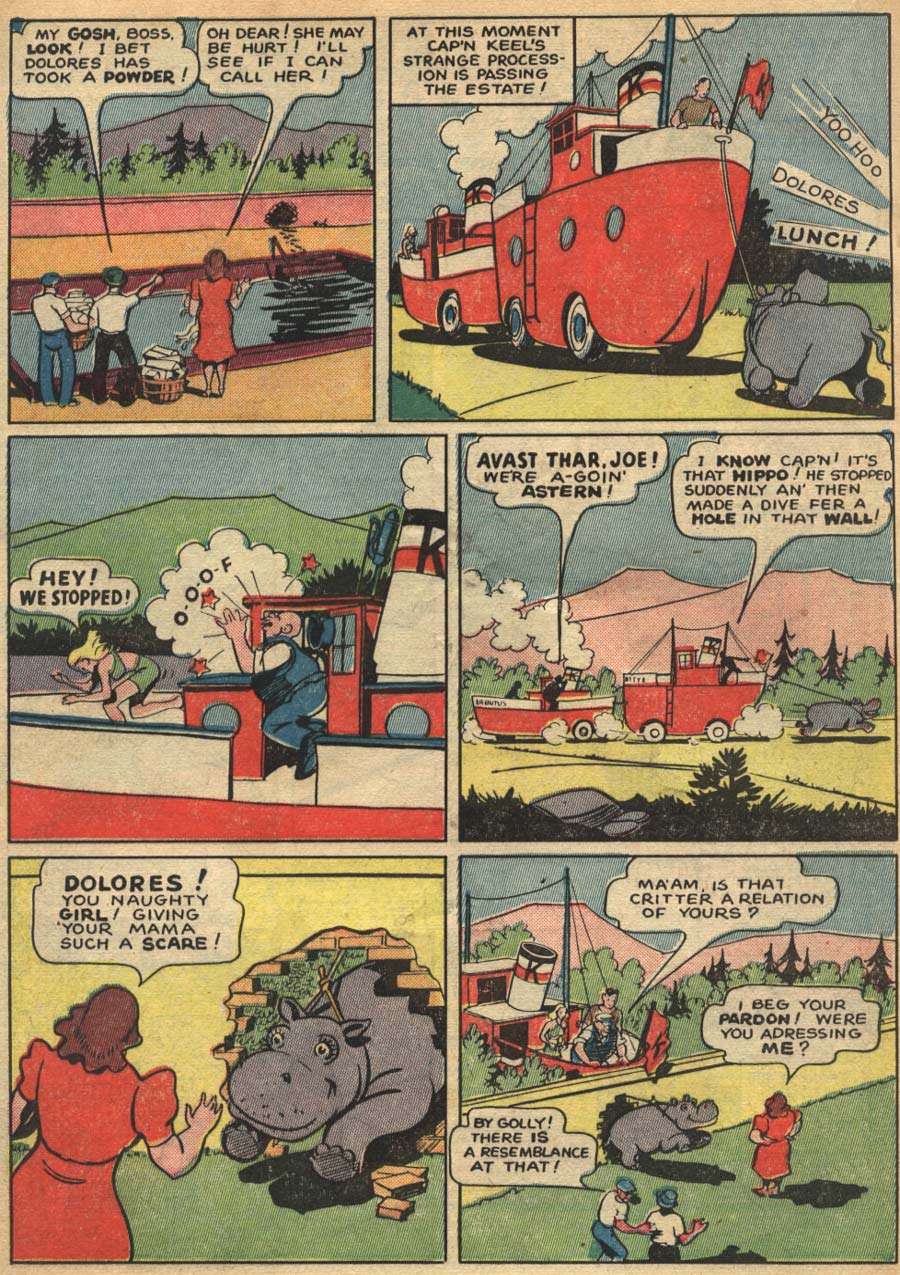 MY GOSH, BOSS,
LOOK! I BET
DOLORES HAS
TOOK A POWDER!
OH DEAR! SHE MAY
BE HURT! I'LL
SEE IF I CAN
CALL HER!
AT THIS MOMENT
CAP'N KEEL'S
STRANGE PROCESS-
ION IS PASSING
THE ESTATE!
K
K
K
YOO HOO
DOLORES
LUNCH!
HEY!
WE STOPPED!
O-O-O-F
K
AVAST THAR, JOE!
WE'RE A-GOIN'
ASTERN!
I KNOW CAP'N! IT'S
THAT HIPPO! HE STOPPED
SUDDENLY AN' THEN
MADE A DIVE FER A
HOLE IN THAT WALL!
K
DOLORES!
YOU NAUGHTY
GIRL! GIVING
YOUR MAMA
SUCH A SCARE!
MA'AM, IS THAT
CRITTER A RELATION
OF YOURS?
K
K
I BEG YOUR
PARDON! WERE
YOU ADRESSING
ME?
BY GOLLY!
THERE IS
A RESEMBLANCE
AT THAT!